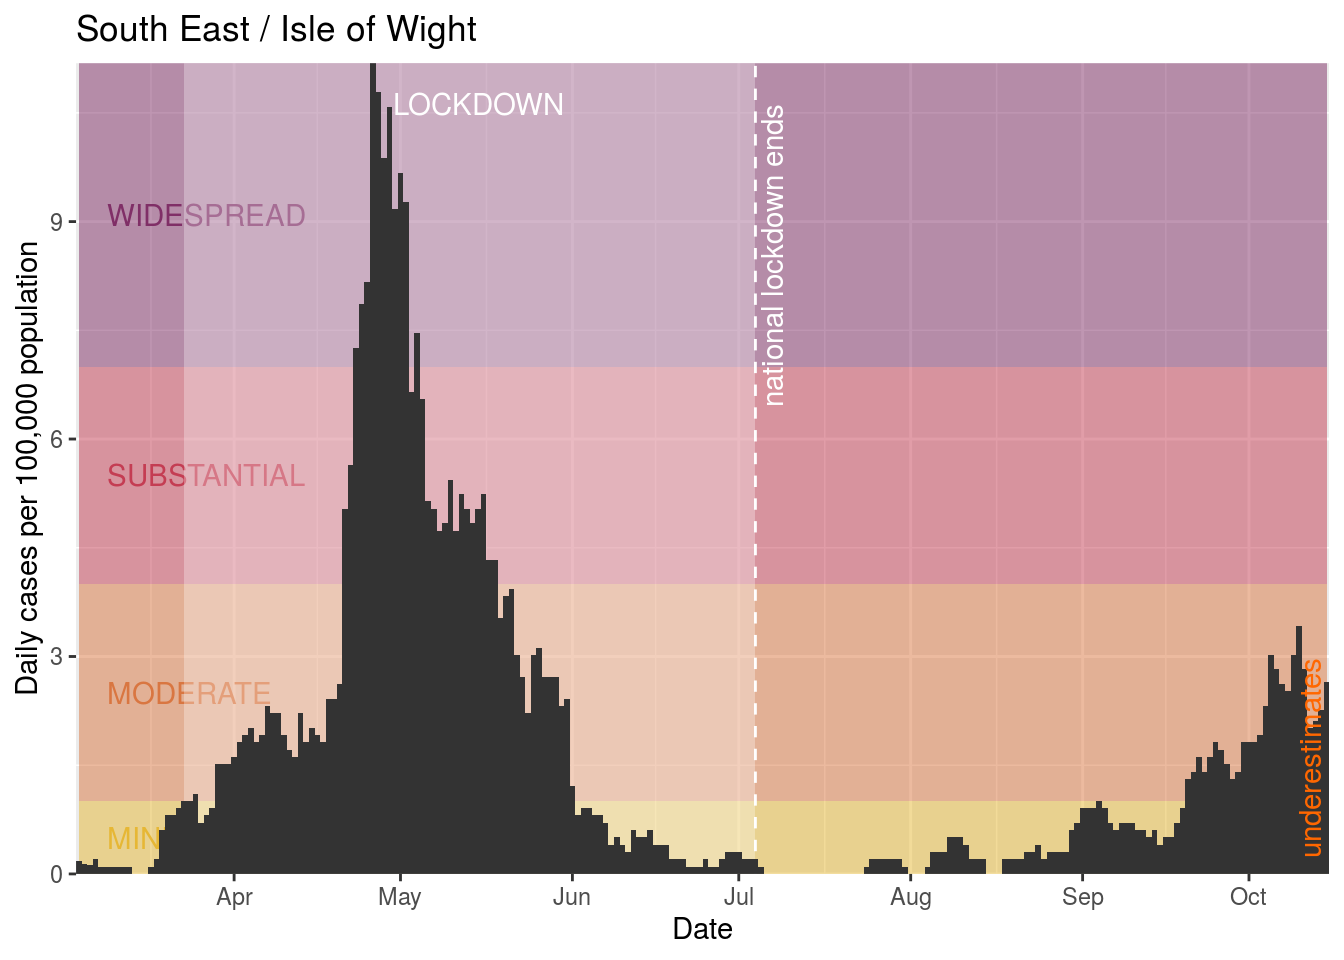 South East / Isle of Wight
Daily cases per 100,000 population
9
6
3
0
LOCKDOWN
WIDESPREAD
SUBSTANTIAL
MODERATE
MIN
national lockdown ends
underestimates
Apr
May
Jun
Jul
Aug
Sep
Oct
Date